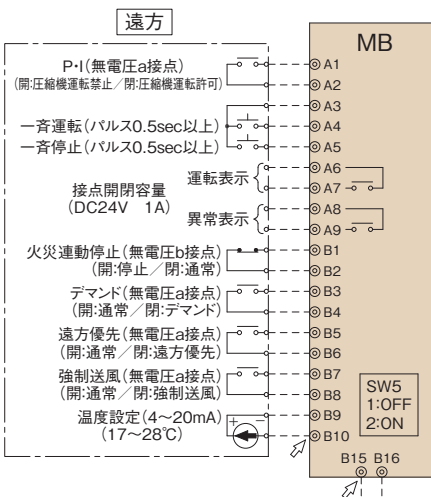 遠方
MB
P・I(無電圧a接点)
(開:圧縮機運転禁止／閉:圧縮機運転許可)
一斉運転(パルス0.5sec以上)
一斉停止(パルス0.5sec以上)
運転表示
接点開閉容量
(DC24V 1A)
異常表示
火災連動停止(無電圧b接点)
(開:停止／閉:通常)
デマンド(無電圧a接点)
(開:通常／閉:デマンド)
遠方優先(無電圧a接点)
(開:通常／閉:遠方優先)
強制送風(無電圧a接点)
(開:通常／閉:強制送風)
温度設定(4～20mA)
(17～28℃)
+ −
A1
A2
A3
A4
A5
A6
A7
A8
A9
B1
B2
B3
B4
B5
B6
B7
B8
B9
B10
SW5
1:OFF
2:ON
B15 B16